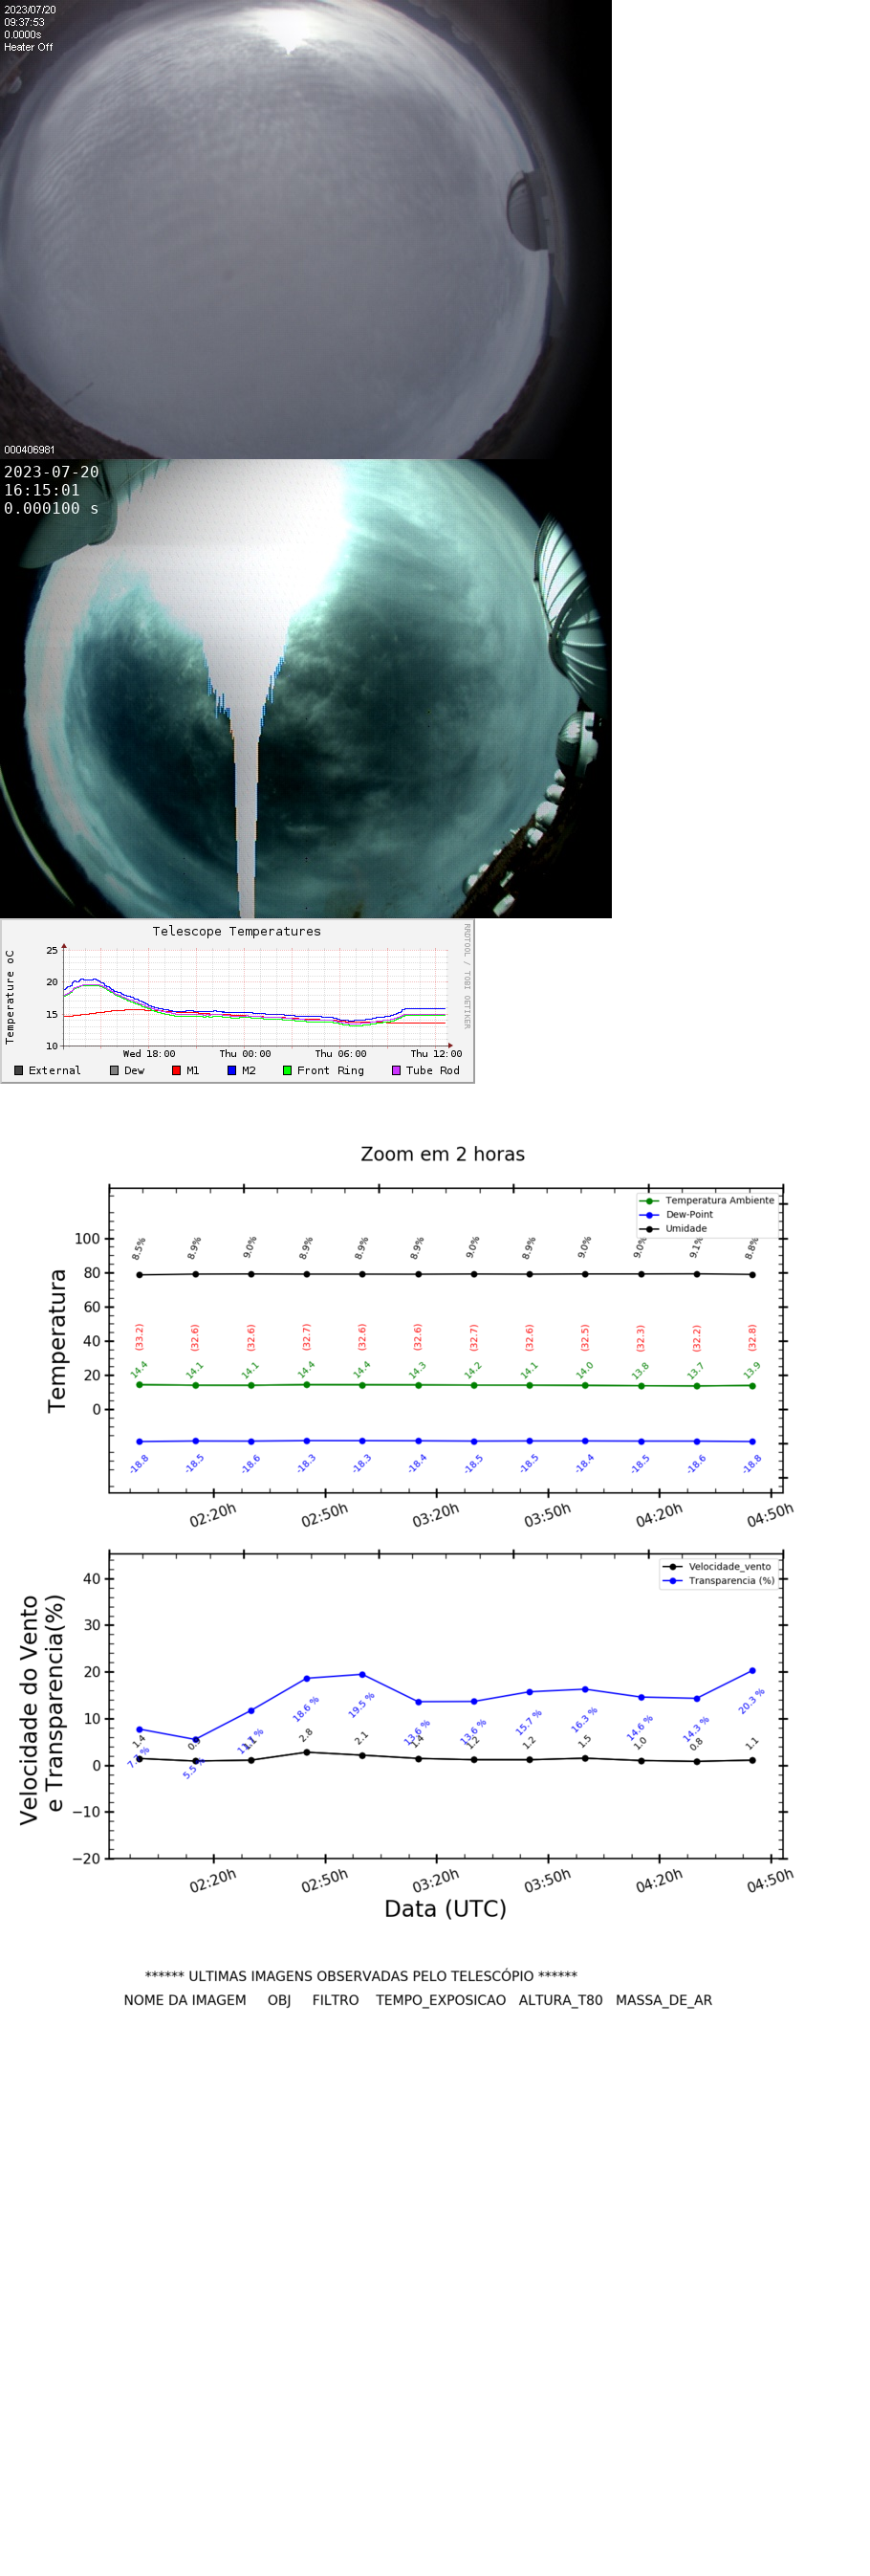 2023/07/20
09:37:53
0.0000s
Heater Off
000406981
2023-07-20
16:15:01
0.000100 s
Telescope Temperatures
RRDTOOL / TOBI OETIKER
Temperature oC
25
20
15
10
Wed 18:00 Thu 00:00 Thu 06:00 Thu 12:00
External Dew M1 M2 Front Ring Tube Rod
Zoom em 2 horas
Temperatura Ambiente
Dew-Point
Umidade
Temperatura
100
80
60
40
20
0
8.5% 8.9% 9.0% 8.9% 8.9% 8.9% 9.0% 8.9% 9.0% 9.0% 9.1% 8.8%
(33.2) (32.6) (32.6) (32.7) (32.6) (32.6) (32.7) (32.6) (32.5) (32.3) (32.2) (32.8)
14.4 14.1 14.1 14.4 14.4 14.3 14.2 14.1 14.0 13.8 13.7 13.9
-18.8 -18.5 -18.6 -18.3 -18.3 -18.4 -18.5 -18.5 -18.4 -18.5 -18.6 -18.8
02:20h 02:50h 03:20h 03:50h 04:20h 04:50h
Velocidade_vento
Transparencia (%)
Velocidade do Vento
e Transparencia(%)
40
30
20
10
0
−10
−20
18.6 % 19.5 % 13.6 % 13.6 % 15.7 % 16.3 % 14.6 % 14.3 % 20.3 %
1.4 2.8 2.1 1.4 1.2 1.2 1.5 1.0 0.8 1.1
02:20h 02:50h 03:20h 03:50h 04:20h 04:50h
Data (UTC)
****** ULTIMAS IMAGENS OBSERVADAS PELO TELESCÓPIO ******
NOME DA IMAGEM OBJ FILTRO TEMPO_EXPOSICAO ALTURA_T80 MASSA_DE_AR